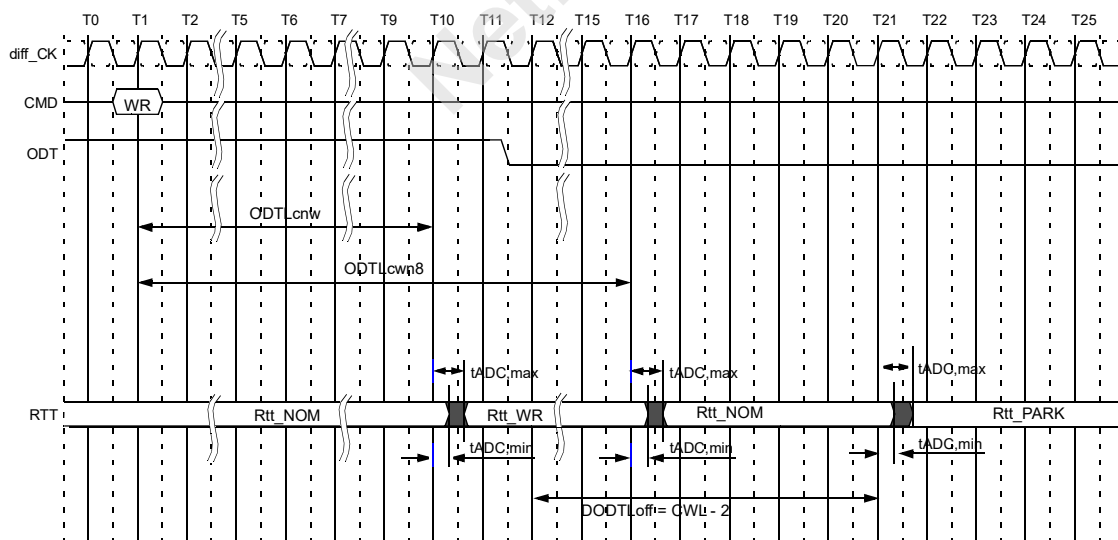 T0 T1 T2 T5 T6 T7 T9 T10 T11 T12 T15 T16 T17 T18 T19 T20 T21 T22 T23 T24 T25
diff_CK
CMD WR
ODT
ODTLcnw
ODTLcwn8
tADC,max tADC,max tADC,max
RTT Rtt_NOM Rtt_WR Rtt_NOM Rtt_PARK
tADC,min tADC,min tADC,min
DODTLoff = CWL - 2